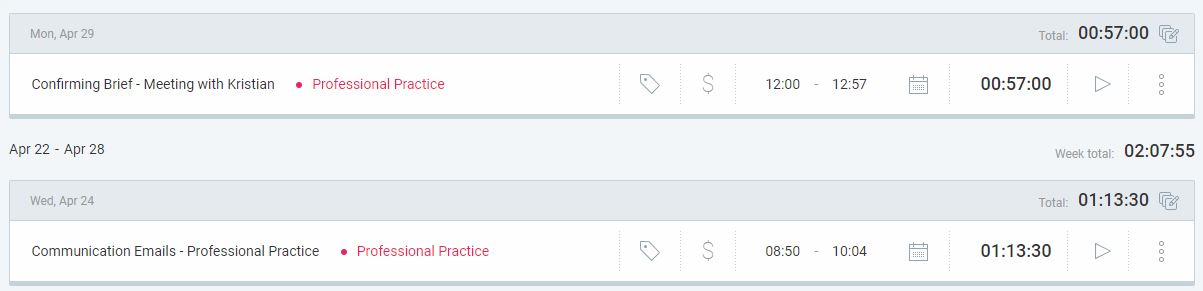 Mon, Apr 29 Total: 00:57:00
Confirming Brief - Meeting with Kristian • Professional Practice $ 12:00 - 12:57 00:57:00
Apr 22 - Apr 28 Week total: 02:07:55
Wed, Apr 24 Total: 01:13:30
Communication Emails - Professional Practice • Professional Practice $ 08:50 - 10:04 01:13:30